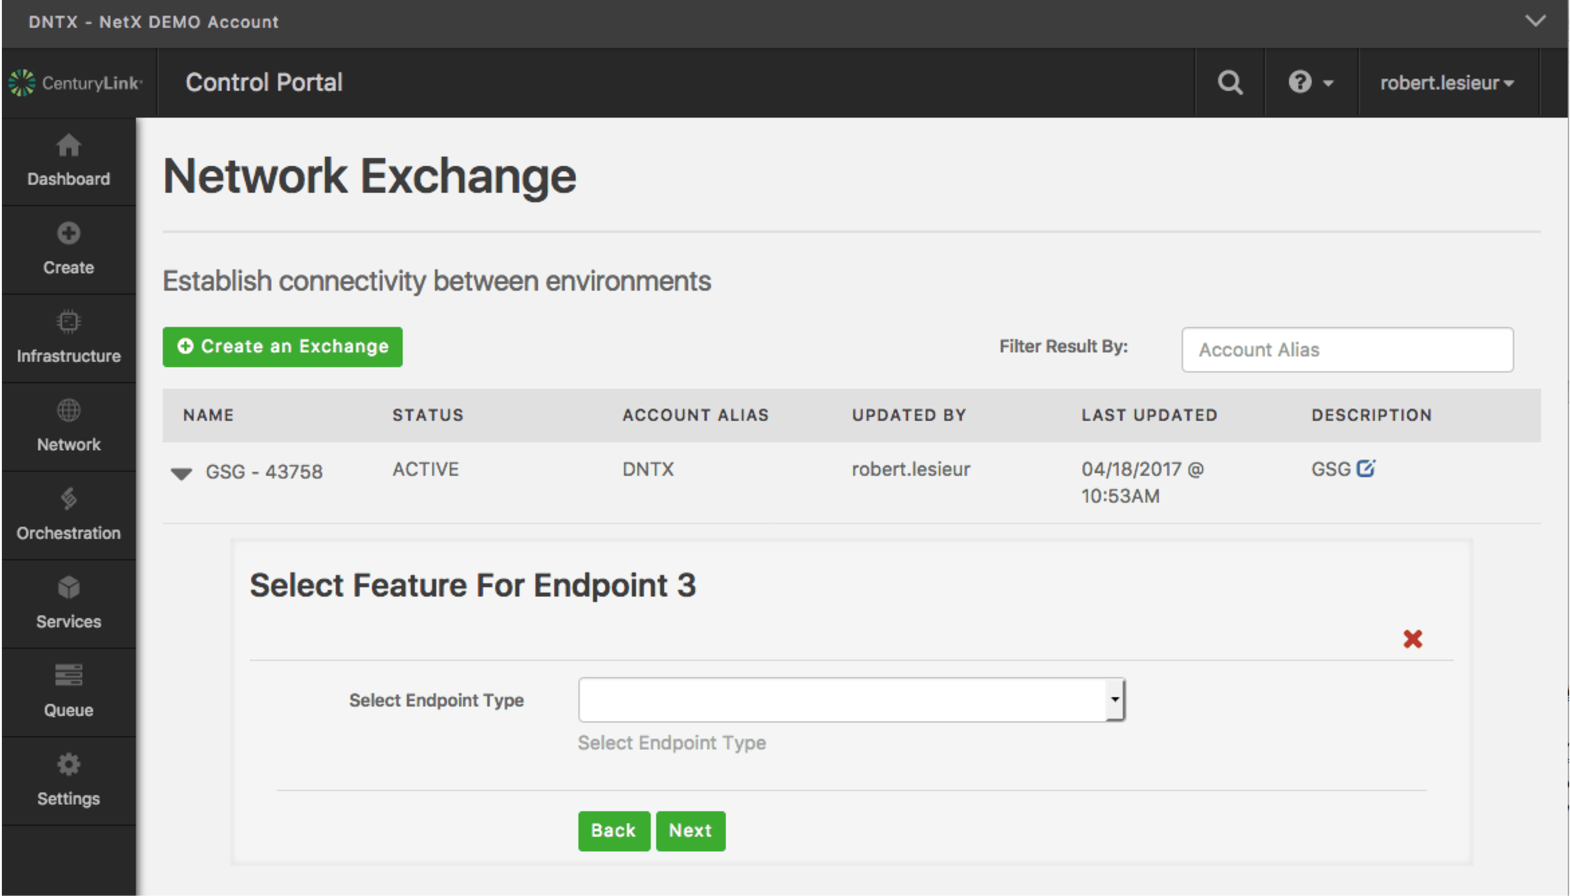 DNTX - NetX DEMO Account
CenturyLink
Control Portal
robert.lesieur
Dashboard
Create
Infrastructure
Network
Orchestration
Services
Queue
Settings
Network Exchange
Establish connectivity between environments
Create an Exchange
Filter Result By:
Account Alias
NAME STATUS ACCOUNT ALIAS UPDATED BY LAST UPDATED DESCRIPTION
GSG - 43758 ACTIVE DNTX robert.lesieur 04/18/2017 @ GSG
10:53AM
Select Feature For Endpoint 3
Select Endpoint Type
Select Endpoint Type
Back Next